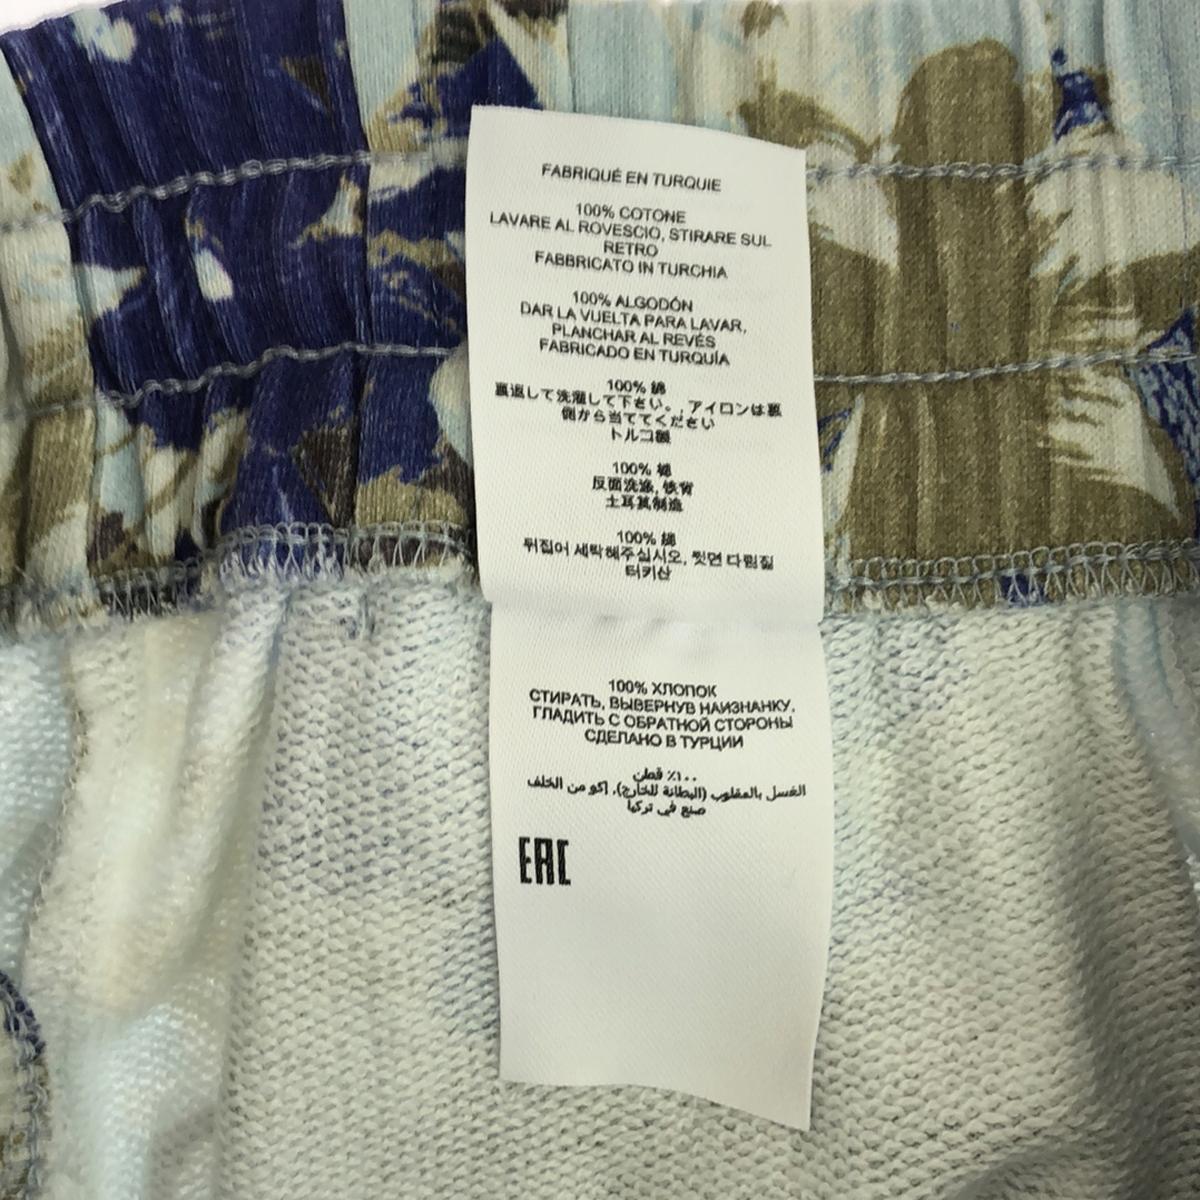 FABRIQUÉ EN TURQUIE
100% COTONE
LAVARE AL ROVESCIO, STIRARE SUL
RETRO
FABBRICATO IN TURCHIA
100% ALGODÓN
DAR LA VUELTA PARA LAVAR,
PLANCHAR AL REVÉS
FABRICADO EN TURQUÍA
100% 綿
裏返して洗濯して下さい。, アイロンは裏
側から当ててください
トルコ製
100% 棉
反面洗涤, 铁背
土耳其制造
100% 綿
뒤집어 세탁해주십시오, 뒷면 다림질
터키산
100% ХЛОПОК
СТИРАТЬ, ВЫВЕРНУВ НАИЗНАНКУ,
ГЛАДИТЬ С ОБРАТНОЙ СТОРОНЫ
СДЕЛАНО В ТУРЦИИ
١٠٠٪ قطن
الغسل بالمقلوب (البطانة للخارج), اكو من الخلف
صنع في تركيا
EAC